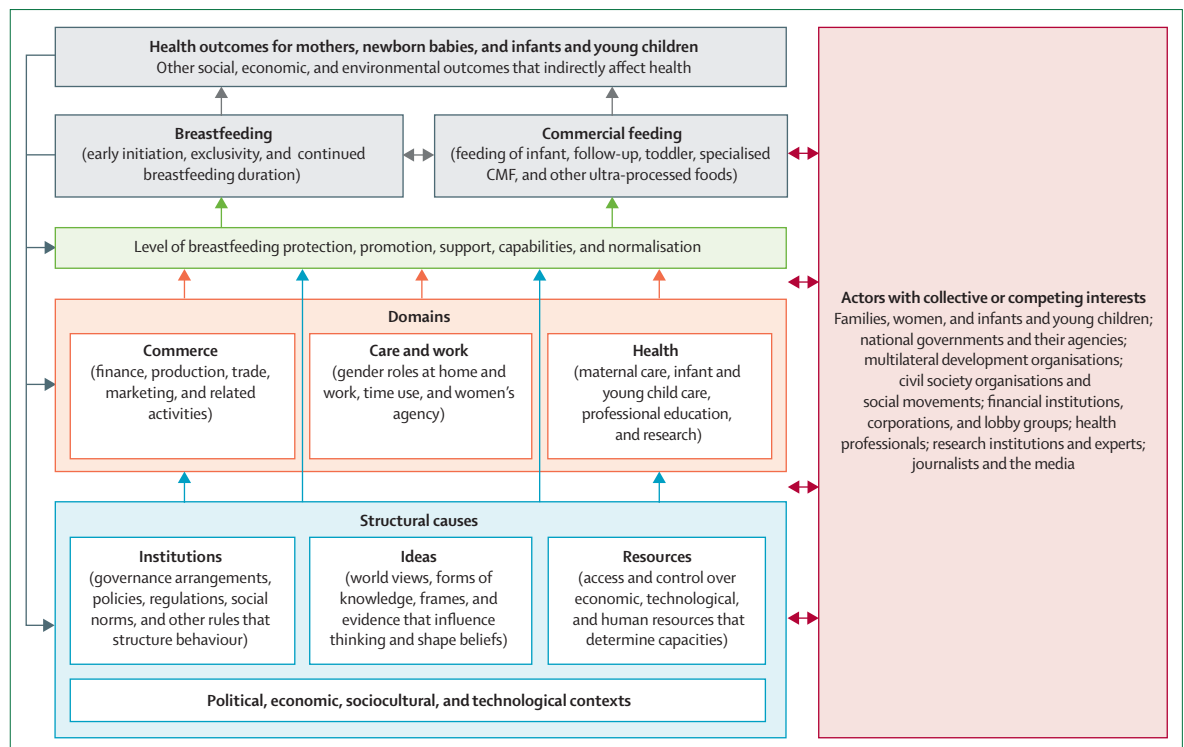 Health outcomes for mothers, newborn babies, and infants and young children
Other social, economic, and environmental outcomes that indirectly affect health
Breastfeeding
(early initiation, exclusivity, and continued
breastfeeding duration)
Commercial feeding
(feeding of infant, follow-up, toddler, specialised
CMF, and other ultra-processed foods)
Level of breastfeeding protection, promotion, support, capabilities, and normalisation
Domains
Commerce
(finance, production, trade,
marketing, and related
activities)
Care and work
(gender roles at home and
work, time use, and women’s
agency)
Health
(maternal care, infant and
young child care,
professional education,
and research)
Structural causes
Institutions
(governance arrangements,
policies, regulations, social
norms, and other rules that
structure behaviour)
Ideas
(world views, forms of
knowledge, frames, and
evidence that influence
thinking and shape beliefs)
Resources
(access and control over
economic, technological,
and human resources that
determine capacities)
Political, economic, sociocultural, and technological contexts
Actors with collective or competing interests
Families, women, and infants and young children;
national governments and their agencies;
multilateral development organisations;
civil society organisations and
social movements; financial institutions,
corporations, and lobby groups; health
professionals; research institutions and experts;
journalists and the media